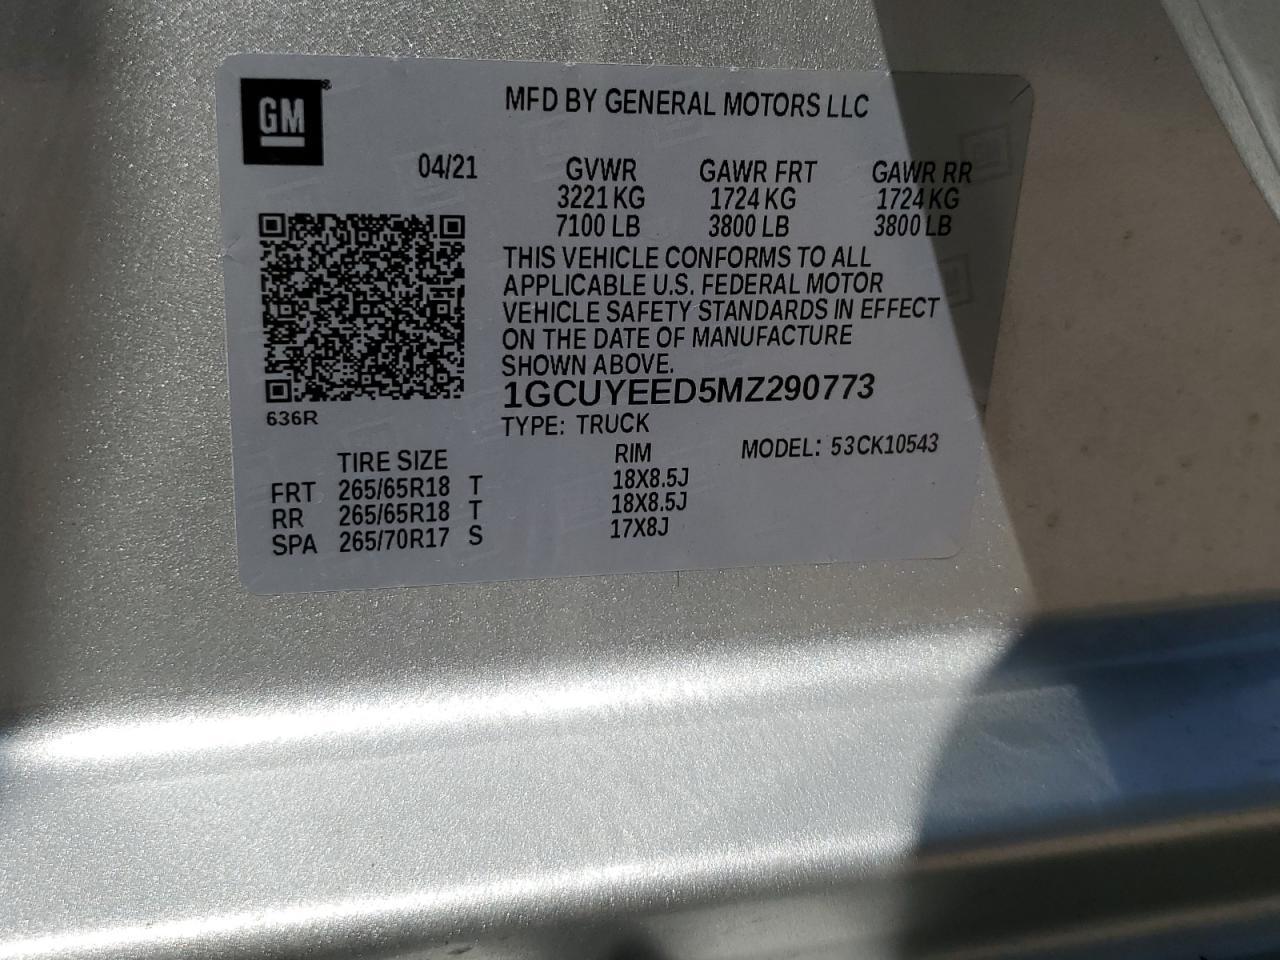 GM
MFD BY GENERAL MOTORS LLC
04/21 GVWR GAWR FRT GAWR RR
3221 KG 1724 KG 1724 KG
7100 LB 3800 LB 3800 LB
THIS VEHICLE CONFORMS TO ALL
APPLICABLE U.S. FEDERAL MOTOR
VEHICLE SAFETY STANDARDS IN EFFECT
ON THE DATE OF MANUFACTURE
SHOWN ABOVE.
1GCUYEED5MZ290773
636R
TYPE: TRUCK
TIRE SIZE RIM MODEL: 53CK10543
FRT 265/65R18 T 18X8.5J
RR 265/65R18 T 18X8.5J
SPA 265/70R17 S 17X8J